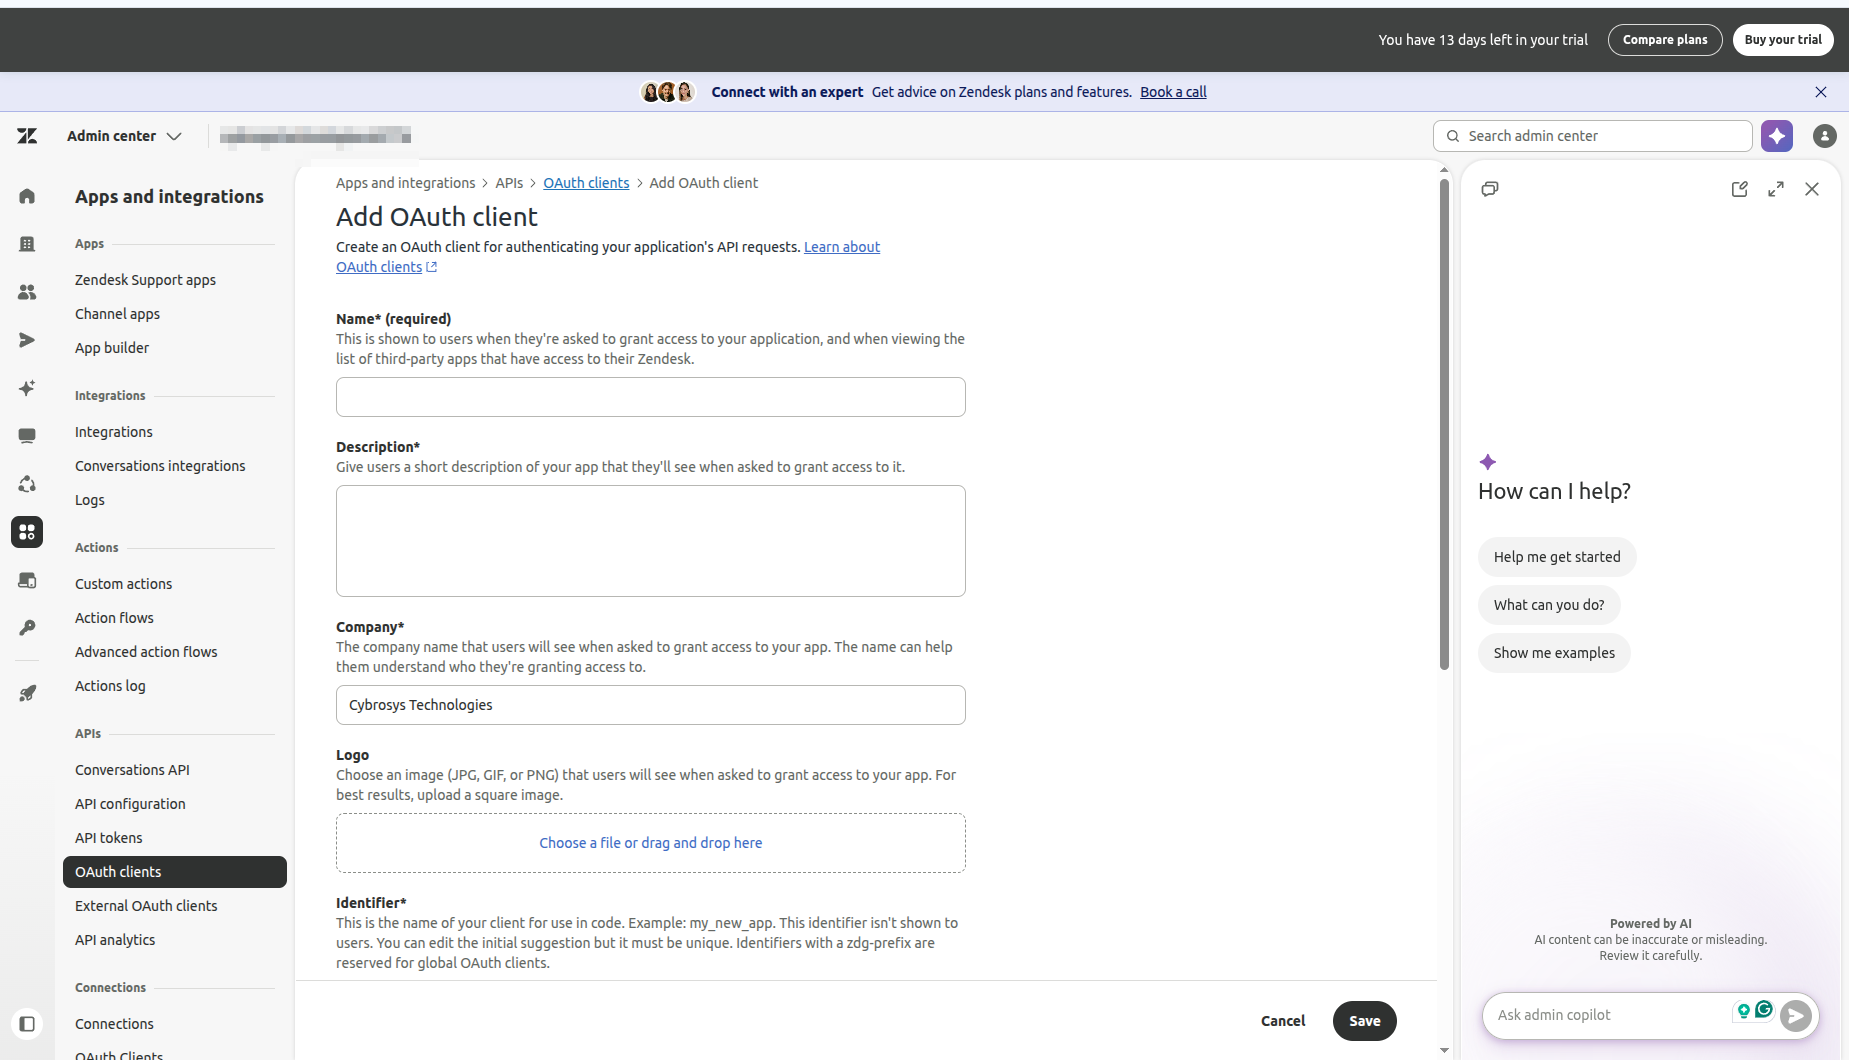 You have 13 days left in your trial
Compare plans
Buy your trial
Connect with an expert Get advice on Zendesk plans and features. Book a call
Admin center
Search admin center
Apps and integrations
Apps
Zendesk Support apps
Channel apps
App builder
Integrations
Integrations
Conversations integrations
Logs
Actions
Custom actions
Action flows
Advanced action flows
Actions log
APIs
Conversations API
API configuration
API tokens
OAuth clients
External OAuth clients
API analytics
Connections
Connections
OAuth Clients
Apps and integrations > APIs > OAuth clients > Add OAuth client
Add OAuth client
Create an OAuth client for authenticating your application's API requests. Learn about
OAuth clients
Name* (required)
This is shown to users when they're asked to grant access to your application, and when viewing the
list of third-party apps that have access to their Zendesk.
Description*
Give users a short description of your app that they'll see when asked to grant access to it.
Company*
The company name that users will see when asked to grant access to your app. The name can help
them understand who they're granting access to.
Cybrosys Technologies
Logo
Choose an image (JPG, GIF, or PNG) that users will see when asked to grant access to your app. For
best results, upload a square image.
Choose a file or drag and drop here
Identifier*
This is the name of your client for use in code. Example: my_new_app. This identifier isn't shown to
users. You can edit the initial suggestion but it must be unique. Identifiers with a zdg-prefix are
reserved for global OAuth clients.
Cancel
Save
How can I help?
Help me get started
What can you do?
Show me examples
Powered by AI
AI content can be inaccurate or misleading.
Review it carefully.
Ask admin copilot